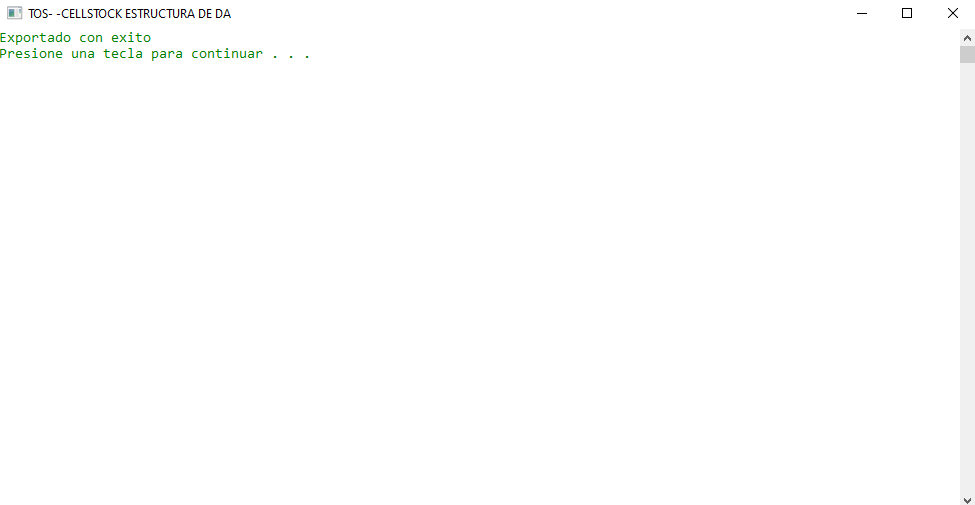 TOS- -CELLSTOCK ESTRUCTURA DE DA
Exportado con exito
Presione una tecla para continuar . . .